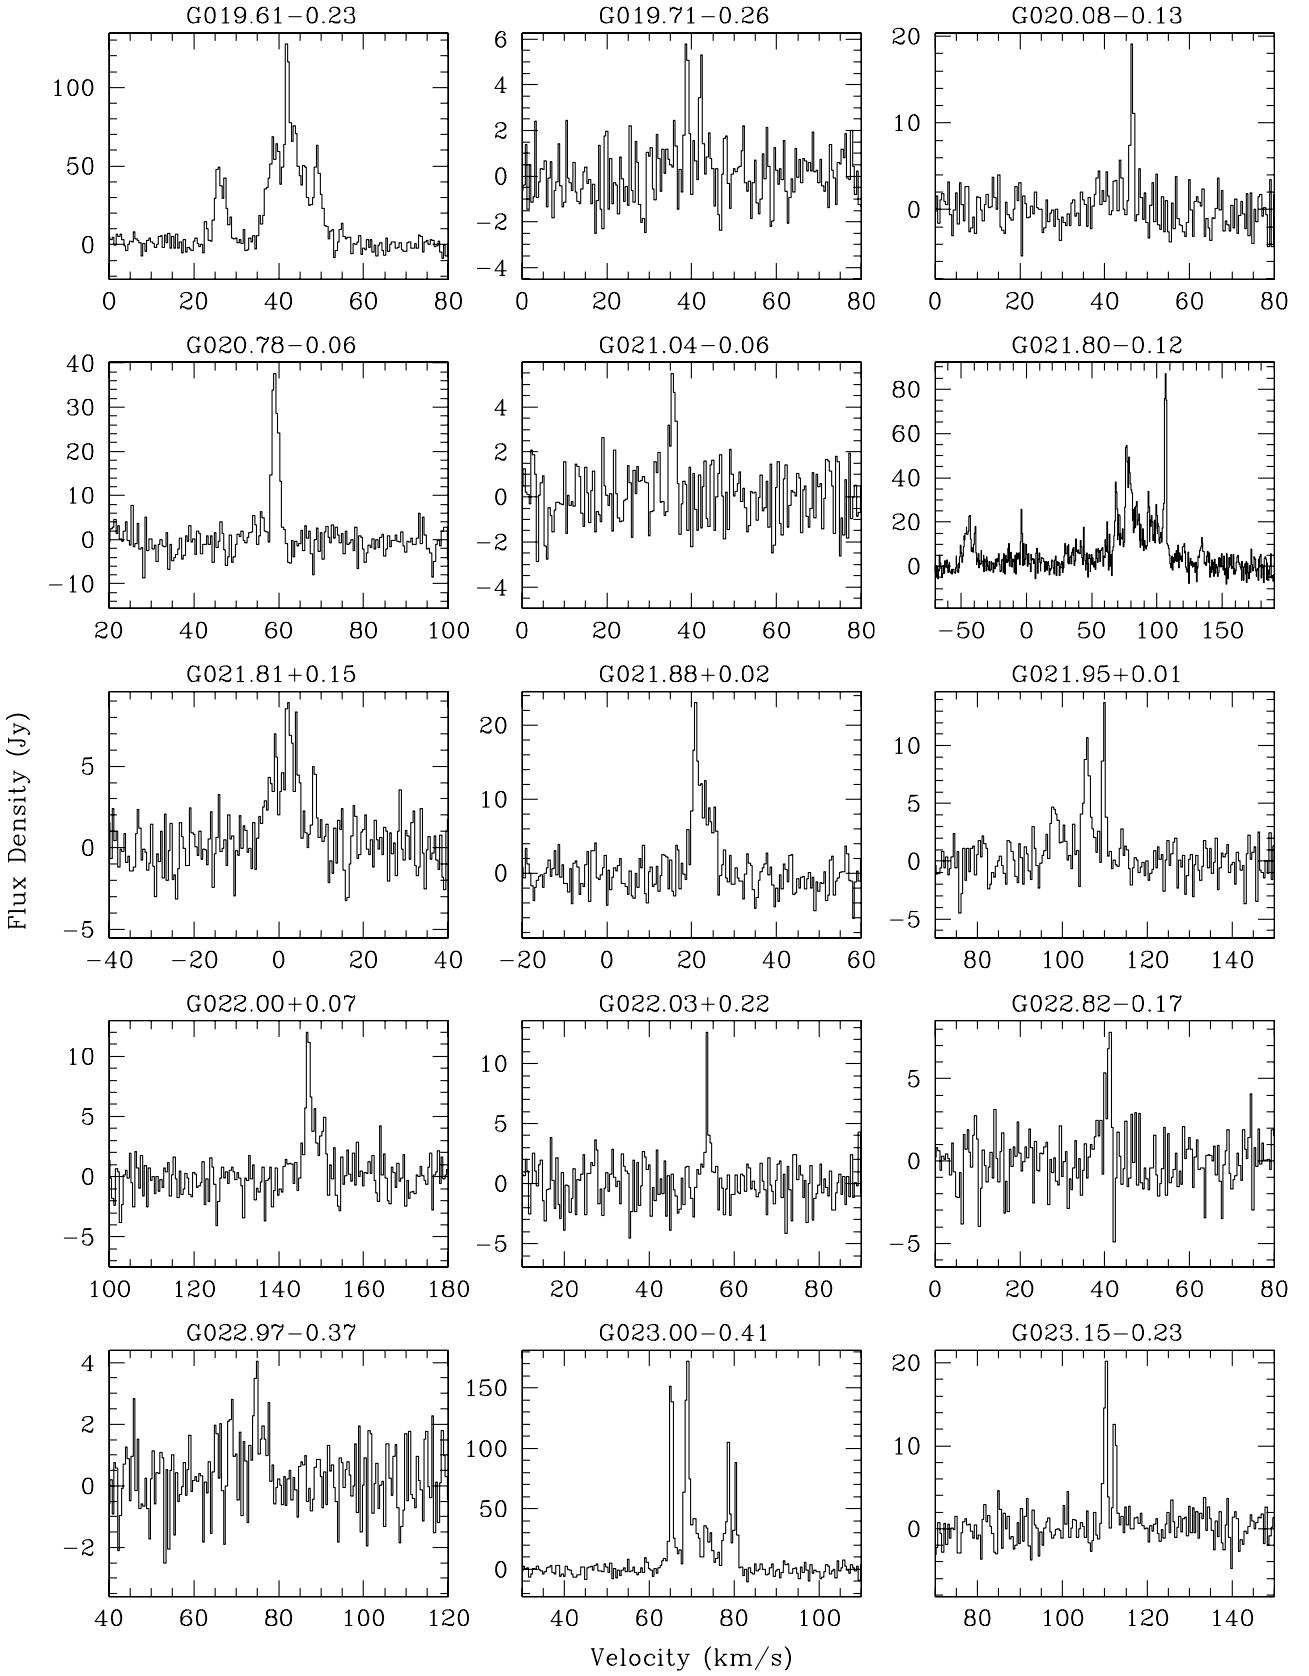 G019.61−0.23
G019.71−0.26
G020.08−0.13
100
50
0
6
4
2
0
−2
−4
20
10
0
0 20 40 60 80
0 20 40 60 80
0 20 40 60 80
G020.78−0.06
G021.04−0.06
G021.80−0.12
40
30
20
10
0
−10
4
2
0
−2
−4
80
60
40
20
0
20 40 60 80 100
0 20 40 60 80
−50 0 50 100 150
G021.81+0.15
G021.88+0.02
G021.95+0.01
5
0
−5
20
10
0
10
5
0
−5
−40 −20 0 20 40
−20 0 20 40 60
80 100 120 140
Flux Density (Jy)
G022.00+0.07
G022.03+0.22
G022.82−0.17
10
5
0
−5
10
5
0
−5
5
0
−5
100 120 140 160 180
20 40 60 80
0 20 40 60 80
G022.97−0.37
G023.00−0.41
G023.15−0.23
4
2
0
−2
150
100
50
0
20
10
0
40 60 80 100 120
40 60 80 100
80 100 120 140
Velocity (km/s)